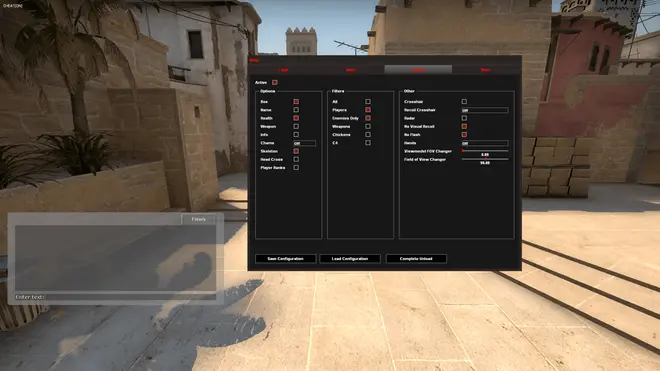 Active
Options
Box
Name
Health
Weapon
Info
Chams
Off
Skeleton
Head Cross
Player Ranks
Filters
All
Players
Enemies Only
Weapons
Chickens
C4
Other
Crosshair
Recoil Crosshair
Off
Radar
No Visual Recoil
No Flash
Hands
Off
Viewmodel FOV Changer
0.00
Field of View Changer
90.00
Save Configuration
Load Configuration
Complete Unload
Filters
Enter text: